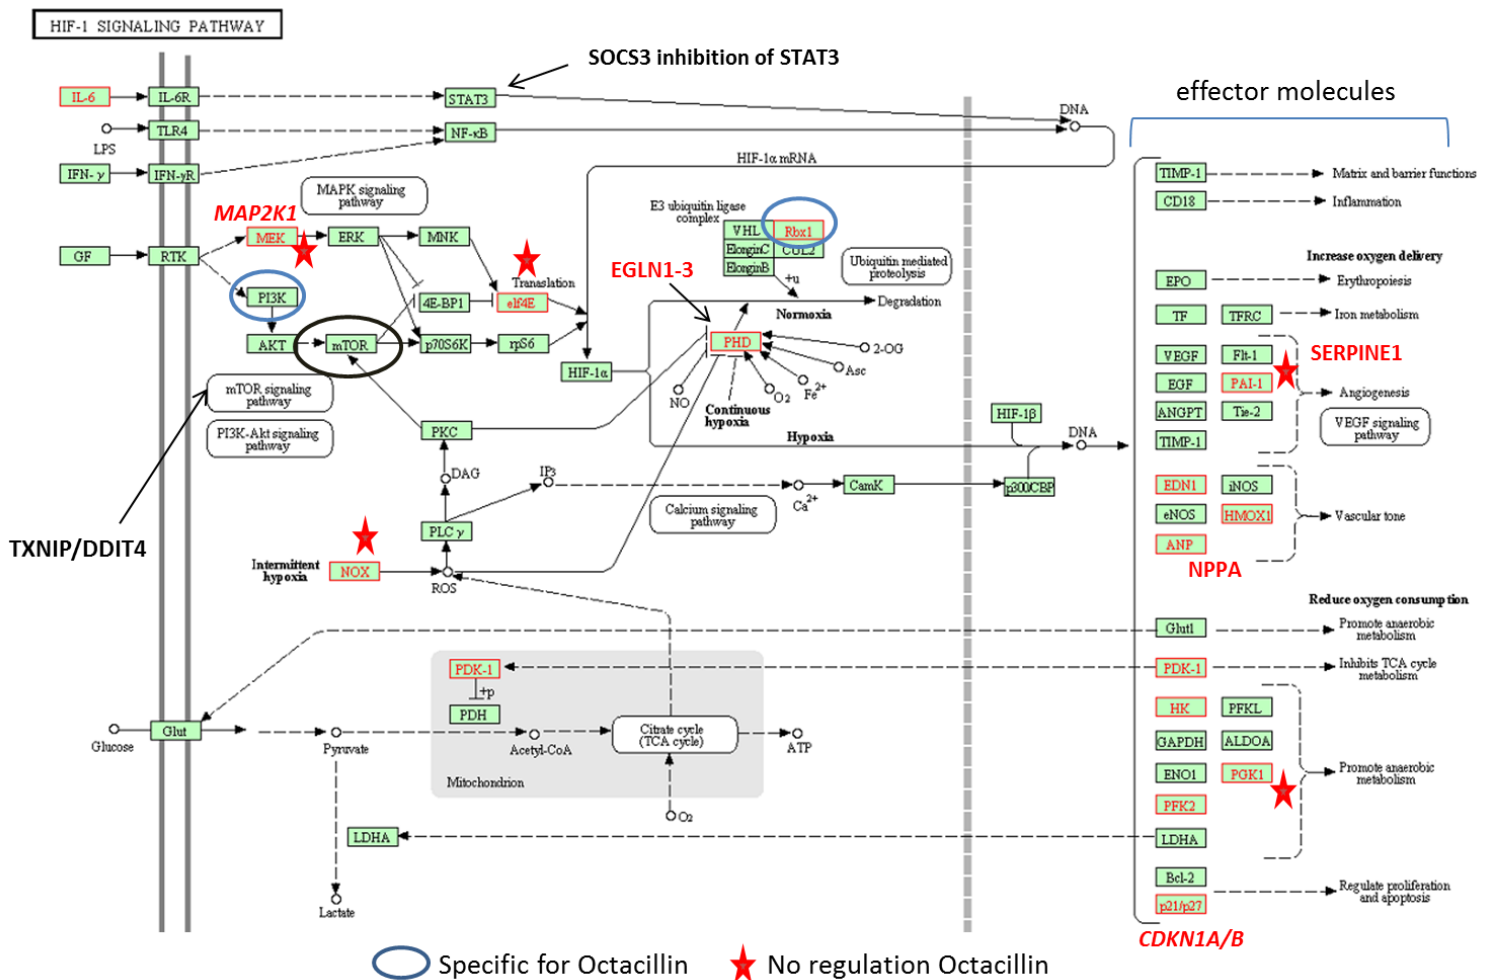 HIF-1 SIGNALING PATHWAY
SOCS3 inhibition of STAT3
effector molecules
IL-6
IL-6R
STAT3
DNA
LPS
TLR4
NF-κB
HIF-1α mRNA
IFN-γ
IFN-γR
MAPK signaling
pathway
MAP2K1
E3 ubiquitin ligase
complex
VHL
Rbx1
ElonginC
CUL2
ElonginB
+u
Ubiquitin mediated
proteolysis
GF
RTK
MEK
ERK
MNK
Translation
EGLN1-3
PI3K
4E-BP1
eIf4E
Normoxia
Degradation
AKT
mTOR
p70S6K
rpS6
PHD
2-OG
Asc
Fe2+
O2
NO
HIF-1α
Continuous
hypoxia
mTOR signaling
pathway
PI3K-Akt signaling
pathway
PKC
Hypoxia
HIF-1β
DNA
DAG
IP3
Ca2+
CamK
p300/CBP
Calcium signaling
pathway
TXNIP/DDIT4
PLCγ
Intermittent
hypoxia
NOX
ROS
TIMP-1
Matrix and barrier functions
CD18
Inflammation
Increase oxygen delivery
EPO
Erythropoiesis
TF
TFRC
Iron metabolism
VEGF
Flt-1
SERPINE1
EGF
PAI-1
Angiogenesis
ANGPT
Tie-2
VEGF signaling
pathway
TIMP-1
EDN1
iNOS
eNOS
HMOX1
Vascular tone
ANP
NPPA
Reduce oxygen consumption
Glut1
Promote anaerobic
metabolism
PDK-1
Inhibits TCA cycle
metabolism
HK
PFKL
GAPDH
ALDOA
ENO1
PGK1
Promote anaerobic
metabolism
PFK2
LDHA
Bcl-2
Regulate proliferation
and apoptosis
p21/p27
CDKN1A/B
PDK-1
+p
PDH
Glucose
Glut
Pyruvate
Acetyl-CoA
Citrate cycle
(TCA cycle)
ATP
Mitochondrion
O2
LDHA
Lactate
Specific for Octacillin
No regulation Octacillin